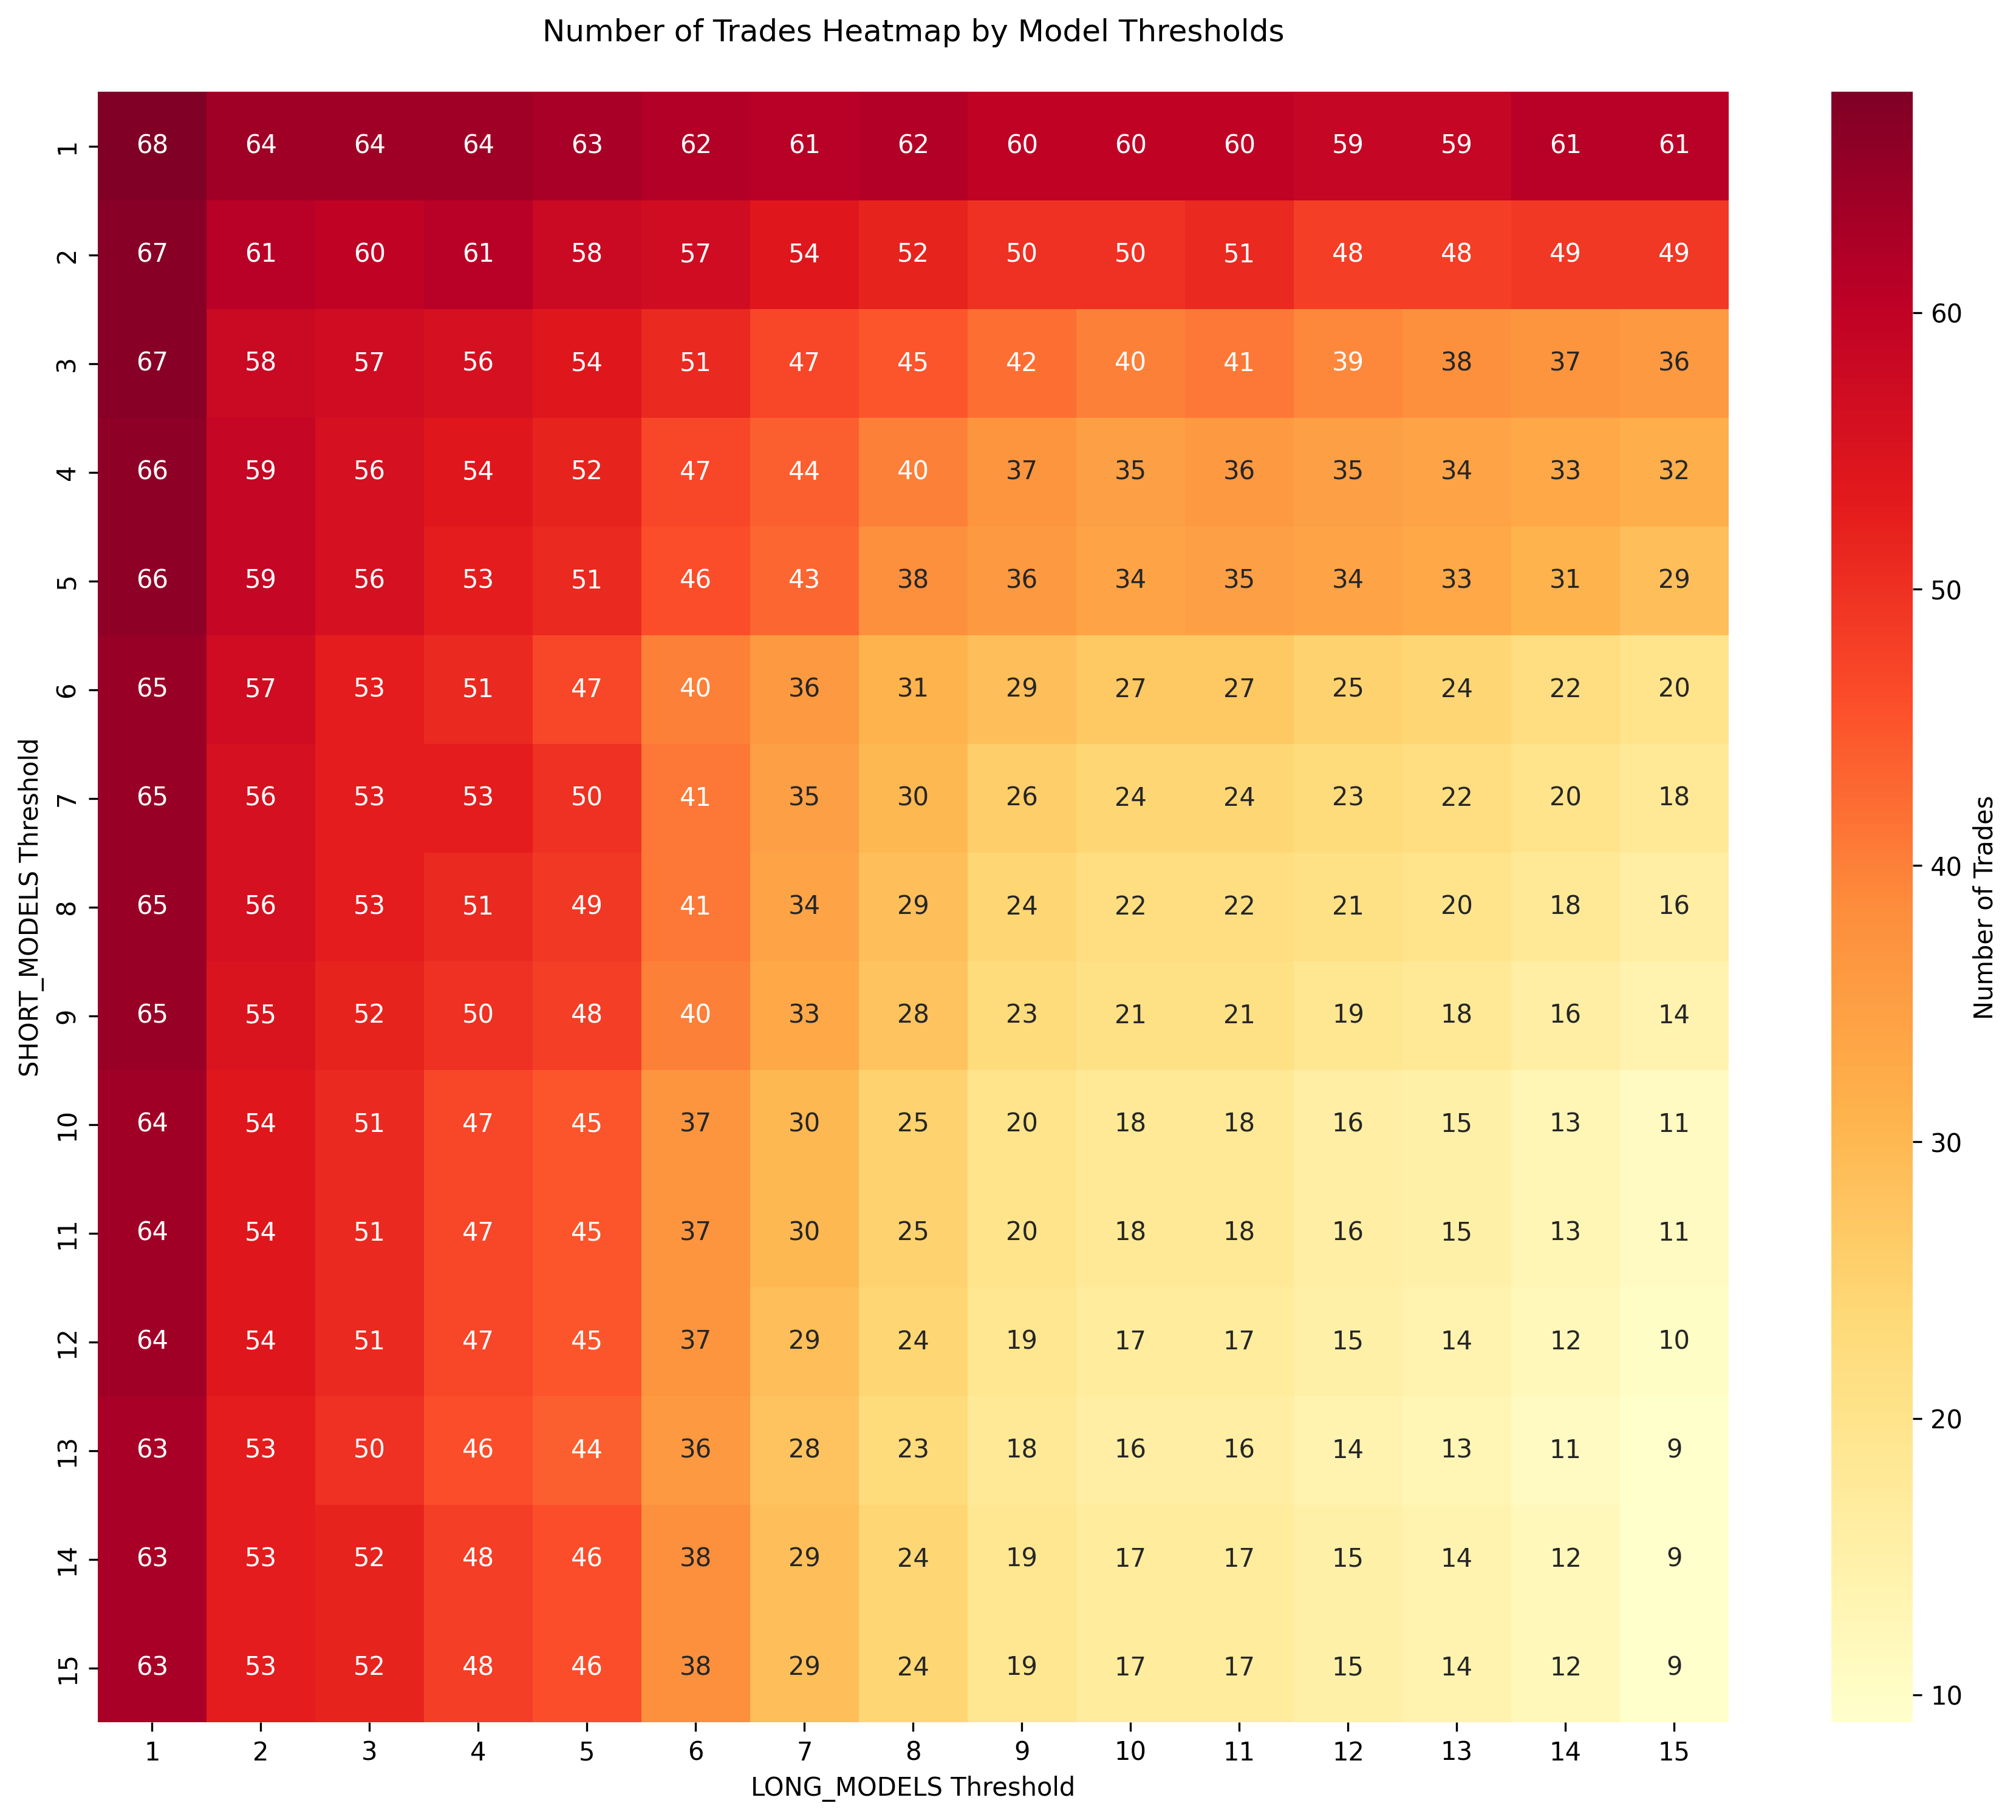 Number of Trades Heatmap by Model Thresholds
1 68 64 64 64 63 62 61 62 60 60 60 59 59 61 61
2 67 61 60 61 58 57 54 52 50 50 51 48 48 49 49
3 67 58 57 56 54 51 47 45 42 40 41 39 38 37 36
4 66 59 56 54 52 47 44 40 37 35 36 35 34 33 32
5 66 59 56 53 51 46 43 38 36 34 35 34 33 31 29
6 65 57 53 51 47 40 36 31 29 27 27 25 24 22 20
7 65 56 53 53 50 41 35 30 26 24 24 23 22 20 18
8 65 56 53 51 49 41 34 29 24 22 22 21 20 18 16
9 65 55 52 50 48 40 33 28 23 21 21 19 18 16 14
10 64 54 51 47 45 37 30 25 20 18 18 16 15 13 11
11 64 54 51 47 45 37 30 25 20 18 18 16 15 13 11
12 64 54 51 47 45 37 29 24 19 17 17 15 14 12 10
13 63 53 50 46 44 36 28 23 18 16 16 14 13 11 9
14 63 53 52 48 46 38 29 24 19 17 17 15 14 12 9
15 63 53 52 48 46 38 29 24 19 17 17 15 14 12 9
1 2 3 4 5 6 7 8 9 10 11 12 13 14 15
LONG_MODELS Threshold
SHORT_MODELS Threshold
60
50
40
30
20
10
Number of Trades